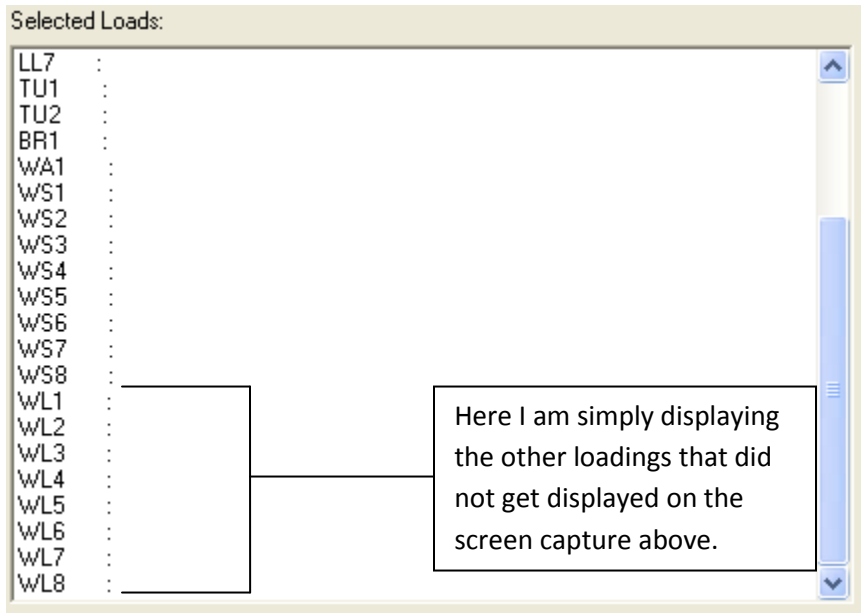 Selected Loads:
LL7 :
TU1 :
TU2 :
BR1 :
WA1 :
WS1 :
WS2 :
WS3 :
WS4 :
WS5 :
WS6 :
WS7 :
WS8 :
WL1 :
WL2 :
WL3 :
WL4 :
WL5 :
WL6 :
WL7 :
WL8 :
Here I am simply displaying
the other loadings that did
not get displayed on the
screen capture above.